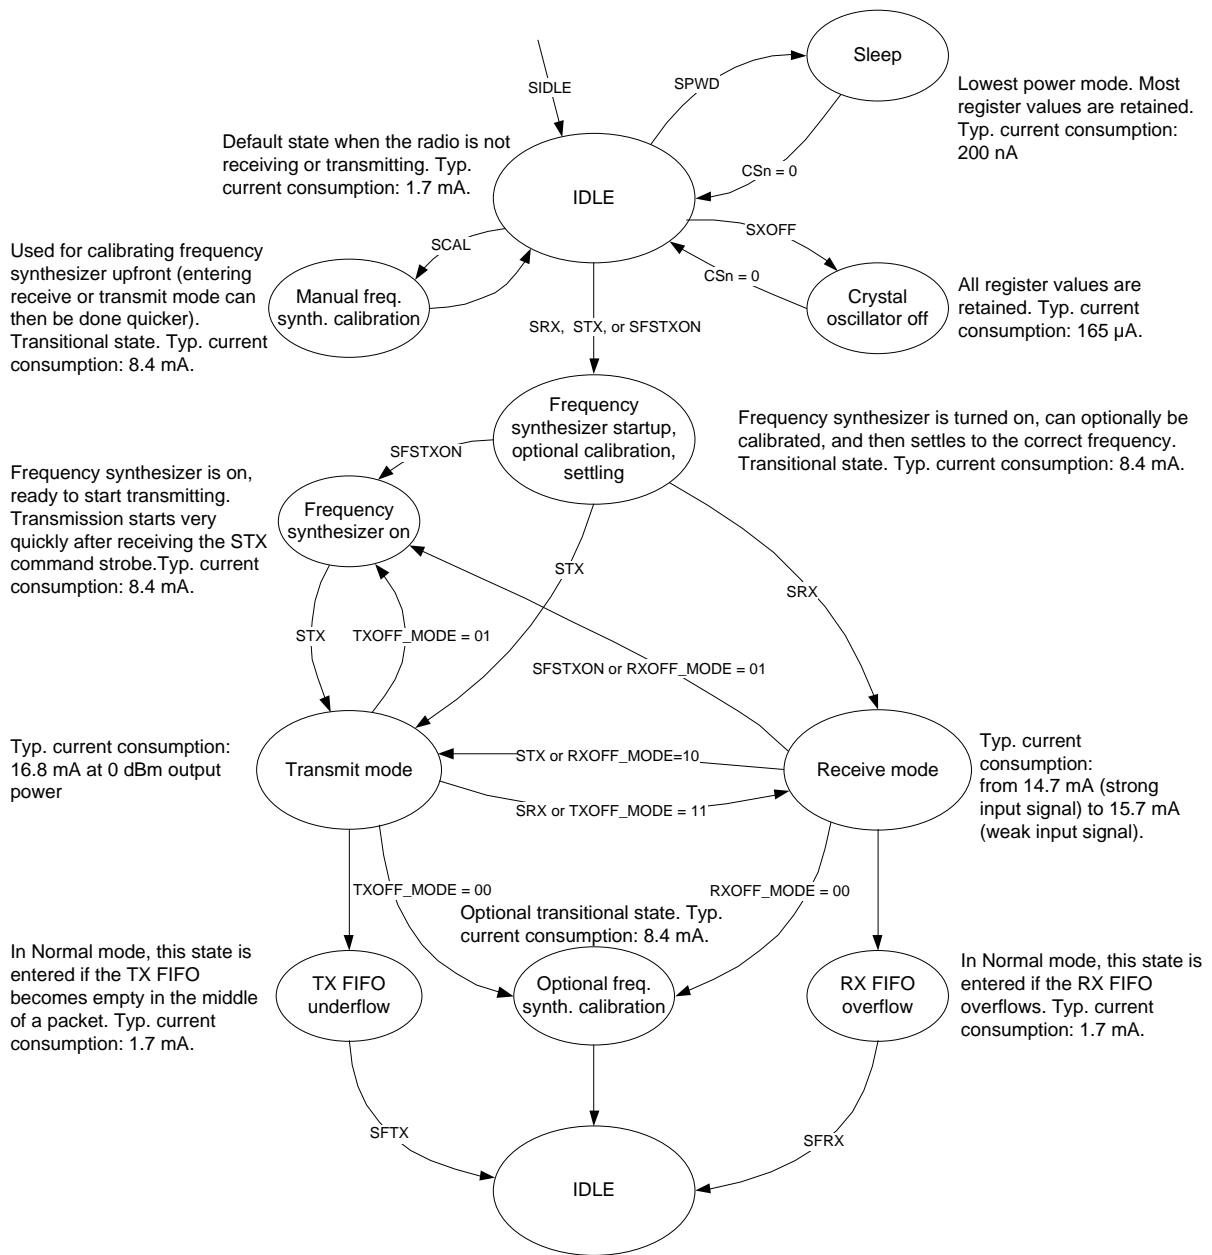 Sleep
SIDLE
SPWD
Lowest power mode. Most
register values are retained.
Typ. current consumption:
200 nA
Default state when the radio is not
receiving or transmitting. Typ.
current consumption: 1.7 mA.
CSn = 0
IDLE
SXOFF
SCAL
CSn = 0
Used for calibrating frequency
synthesizer upfront (entering
receive or transmit mode can
then be done quicker).
Transitional state. Typ. current
consumption: 8.4 mA.
Manual freq.
synth. calibration
Crystal
oscillator off
All register values are
retained. Typ. current
consumption: 165 µA.
SRX,  STX, or SFSTXON
Frequency
synthesizer startup,
optional calibration,
settling
Frequency synthesizer is turned on, can optionally be
calibrated, and then settles to the correct frequency.
Transitional state. Typ. current consumption: 8.4 mA.
SFSTXON
Frequency synthesizer is on,
ready to start transmitting.
Transmission starts very
quickly after receiving the STX
command strobe.Typ. current
consumption: 8.4 mA.
Frequency
synthesizer on
STX
SRX
STX
TXOFF_MODE = 01
SFSTXON or RXOFF_MODE = 01
Typ. current consumption:
16.8 mA at 0 dBm output
power
Transmit mode
STX or RXOFF_MODE=10
SRX or TXOFF_MODE = 11
Receive mode
Typ. current
consumption:
from 14.7 mA (strong
input signal) to 15.7 mA
(weak input signal).
TXOFF_MODE = 00
RXOFF_MODE = 00
Optional transitional state. Typ.
current consumption: 8.4 mA.
In Normal mode, this state is
entered if the TX FIFO
becomes empty in the middle
of a packet. Typ. current
consumption: 1.7 mA.
TX FIFO
underflow
Optional freq.
synth. calibration
RX FIFO
overflow
In Normal mode, this state is
entered if the RX FIFO
overflows. Typ. current
consumption: 1.7 mA.
SFTX
SFRX
IDLE